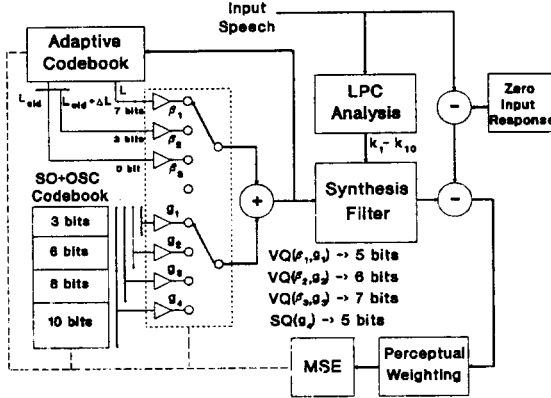 Input
Speech
Adaptive
Codebook
LPC
Analysis
Zero
Input
Response
L
L_old
L_old + ΔL
7 bits
β₁
3 bits
β₂
0 bit
β₃
k₁- k₁₀
SO+OSC
Codebook
3 bits
6 bits
8 bits
10 bits
g₁
g₂
g₃
g₄
+
Synthesis
Filter
-
-
VQ(β₁,g₁) -> 5 bits
VQ(β₂,g₂) -> 6 bits
VQ(β₃,g₃) -> 7 bits
SQ(g₄) -> 5 bits
MSE
Perceptual
Weighting